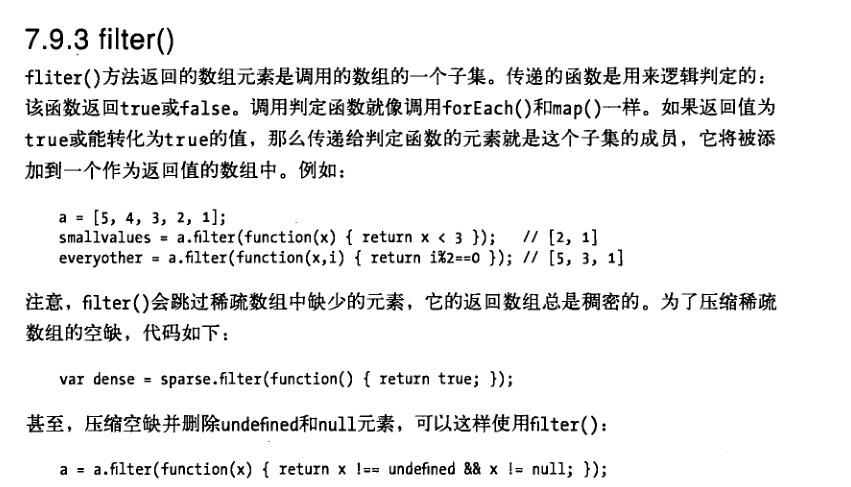 7.9.3 filter()
fliter()方法返回的数组元素是调用的数组的一个子集。传递的函数是用来逻辑判定的：
该函数返回true或false。调用判定函数就像调用forEach()和map()一样。如果返回值为
true或能转化为true的值，那么传递给判定函数的元素就是这个子集的成员，它将被添
加到一个作为返回值的数组中。例如：
a = [5, 4, 3, 2, 1];
smallvalues = a.filter(function(x) { return x < 3 });   // [2, 1]
everyother = a.filter(function(x,i) { return i%2==0 }); // [5, 3, 1]
注意，filter()会跳过稀疏数组中缺少的元素，它的返回数组总是稠密的。为了压缩稀疏
数组的空缺，代码如下：
var dense = sparse.filter(function() { return true; });
甚至，压缩空缺并删除undefined和null元素，可以这样使用filter()：
a = a.filter(function(x) { return x !== undefined && x != null; });